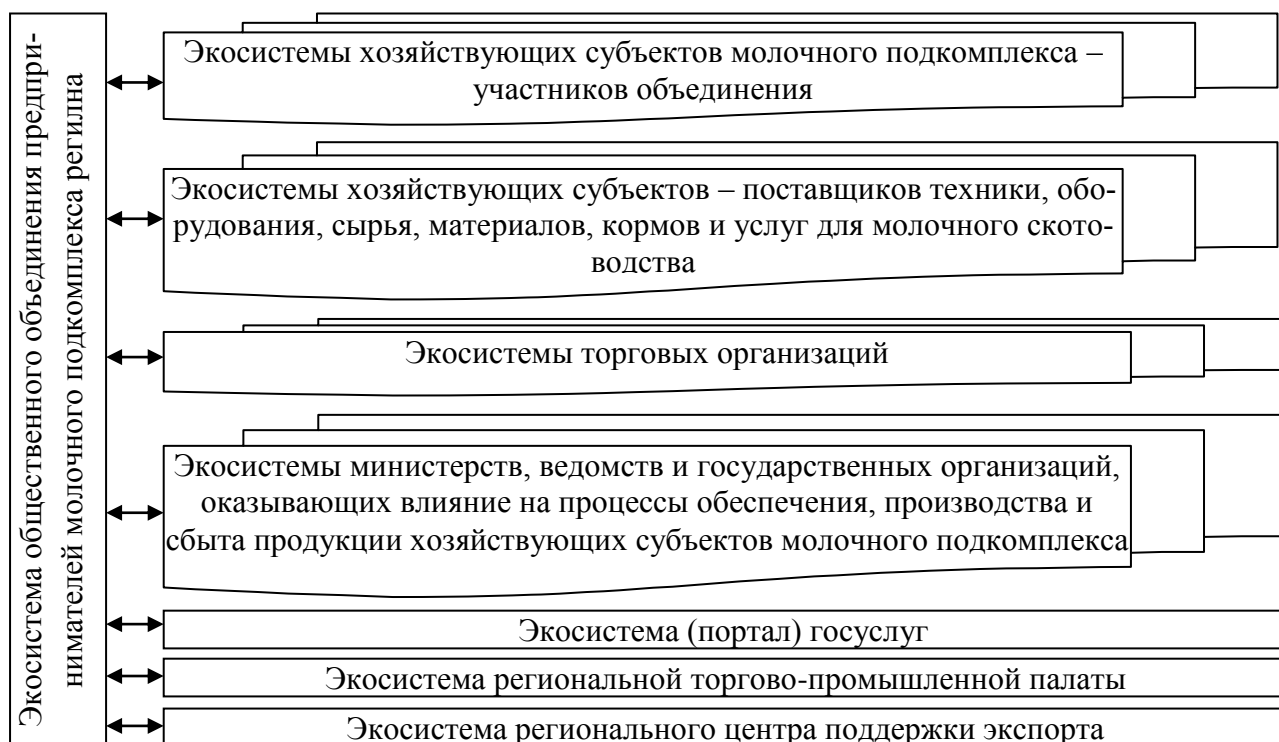 Экосистема общественного объединения предпри-
нимателей молочного подкомплекса регилна
Экосистемы хозяйствующих субъектов молочного подкомплекса –
участников объединения
Экосистемы хозяйствующих субъектов – поставщиков техники, обо-
рудования, сырья, материалов, кормов и услуг для молочного ското-
водства
Экосистемы торговых организаций
Экосистемы министерств, ведомств и государственных организаций,
оказывающих влияние на процессы обеспечения, производства и
сбыта продукции хозяйствующих субъектов молочного подкомплекса
Экосистема (портал) госуслуг
Экосистема региональной торгово-промышленной палаты
Экосистема регионального центра поддержки экспорта